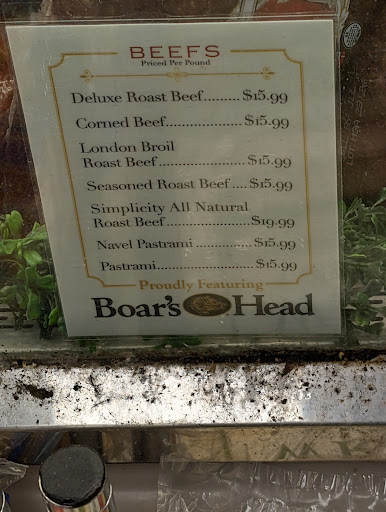 BEEFS
Priced Per Pound
Deluxe Roast Beef......... $15.99
Corned Beef..................$15.99
London Broil
Roast Beef.....................$15.99
Seasoned Roast Beef....$15.99
Simplicity All Natural
Roast Beef....................$19.99
Navel Pastrami .............$15.99
Pastrami.......................$15.99
Proudly Featuring
Boar's Head